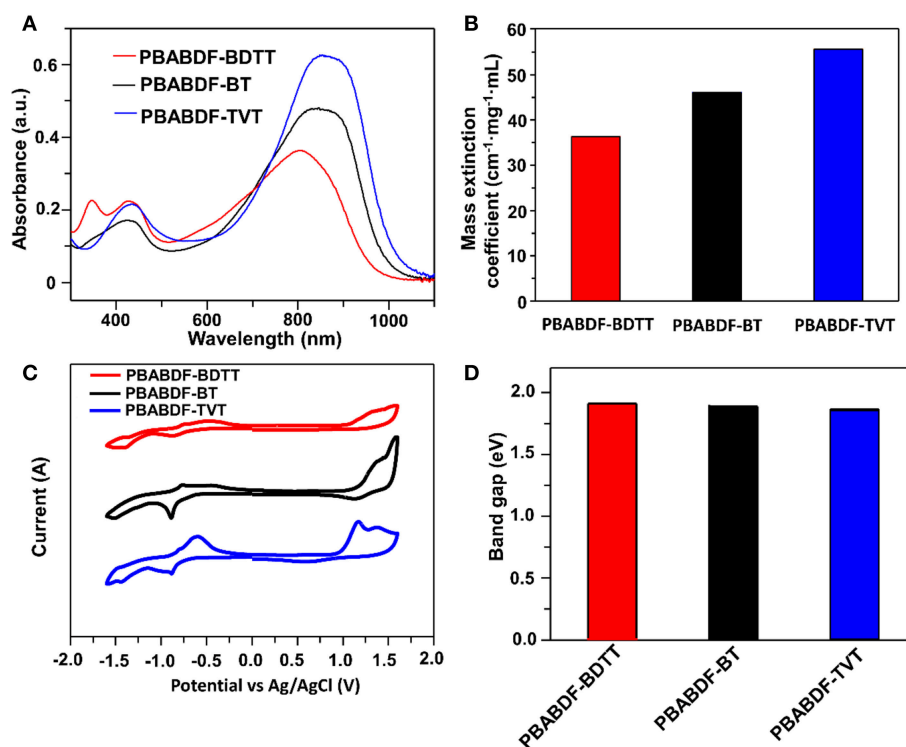 A
PBABDF-BDTT
PBABDF-BT
PBABDF-TVT
Absorbance (a.u.)
0.6
0.4
0.2
0
400 600 800 1000
Wavelength (nm)
B
Mass extinction
coefficient (cm⁻¹·mg⁻¹·mL)
60
50
40
30
20
10
0
PBABDF-BDTT PBABDF-BT PBABDF-TVT
C
PBABDF-BDTT
PBABDF-BT
PBABDF-TVT
Current (A)
-2.0 -1.5 -1.0 -0.5 0.0 0.5 1.0 1.5 2.0
Potential vs Ag/AgCl (V)
D
Band gap (eV)
2.0
1.5
1.0
0.5
0.0
PBABDF-BDTT
PBABDF-BT
PBABDF-TVT